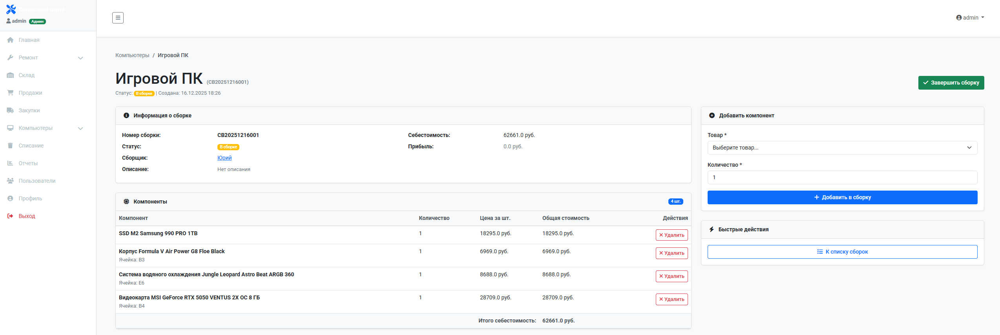 Сервисный центр
admin Админ
Главная
Ремонт
Склад
Продажи
Закупки
Компьютеры
Списание
Отчеты
Пользователи
Профиль
Выход
admin
Компьютеры / Игровой ПК
Игровой ПК (СВ20251216001)
Статус: В сборке | Создана: 16.12.2025 18:26
Завершить сборку
Информация о сборке
Номер сборки: СВ20251216001
Статус: В сборке
Сборщик: Юрий
Описание: Нет описания
Себестоимость: 62661.0 руб.
Прибыль: 0.0 руб.
Компоненты 4 шт.
Компонент Количество Цена за шт. Общая стоимость Действия
SSD M2 Samsung 990 PRO 1TB 1 18295.0 руб. 18295.0 руб. Удалить
Корпус Formula V Air Power G8 Floe Black 1 6969.0 руб. 6969.0 руб. Удалить
Ячейка: B3
Система водяного охлаждения Jungle Leopard Astro Beat ARGB 360 1 8688.0 руб. 8688.0 руб. Удалить
Ячейка: E6
Видеокарта MSI GeForce RTX 5050 VENTUS 2X OC 8 ГБ 1 28709.0 руб. 28709.0 руб. Удалить
Ячейка: B4
Итого себестоимость: 62661.0 руб.
Добавить компонент
Товар *
Выберите товар...
Количество *
1
Добавить в сборку
Быстрые действия
К списку сборок